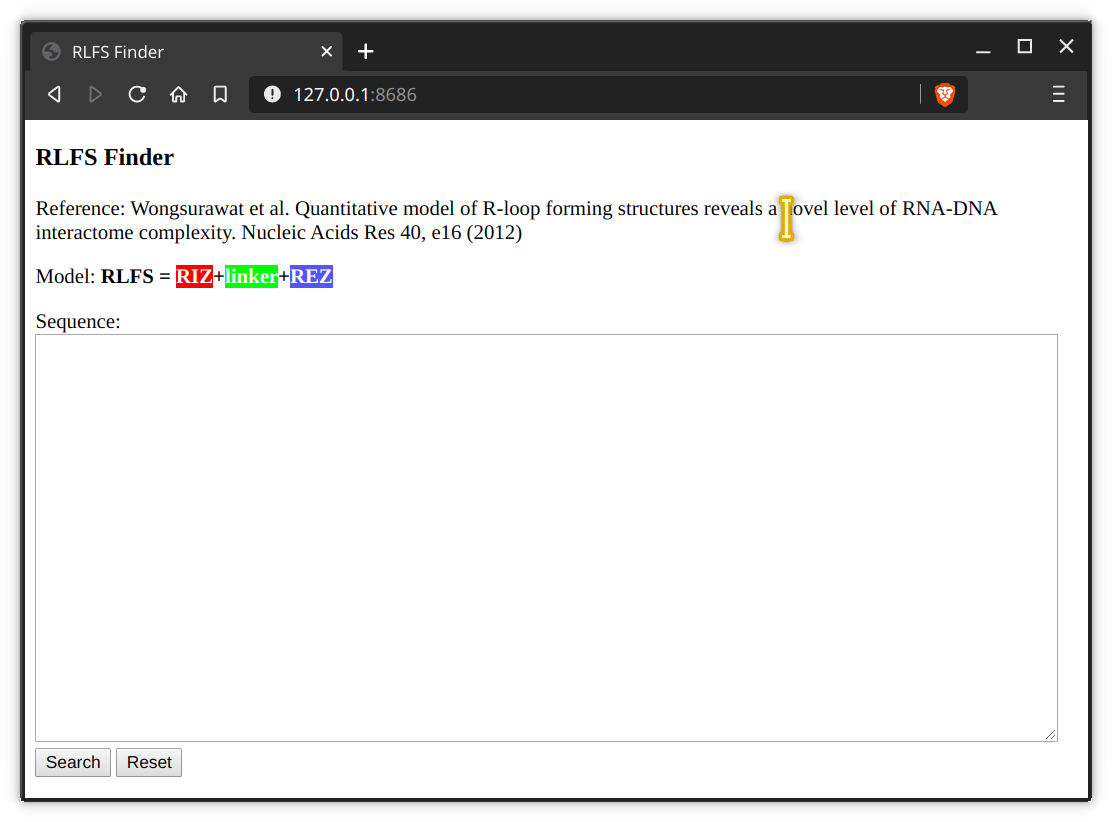 RLFS Finder
127.0.0.1:8686
RLFS Finder
Reference: Wongsurawat et al. Quantitative model of R-loop forming structures reveals a novel level of RNA-DNA
interactome complexity. Nucleic Acids Res 40, e16 (2012)
Model: RLFS = RIZ+linker+REZ
Sequence:
Search Reset